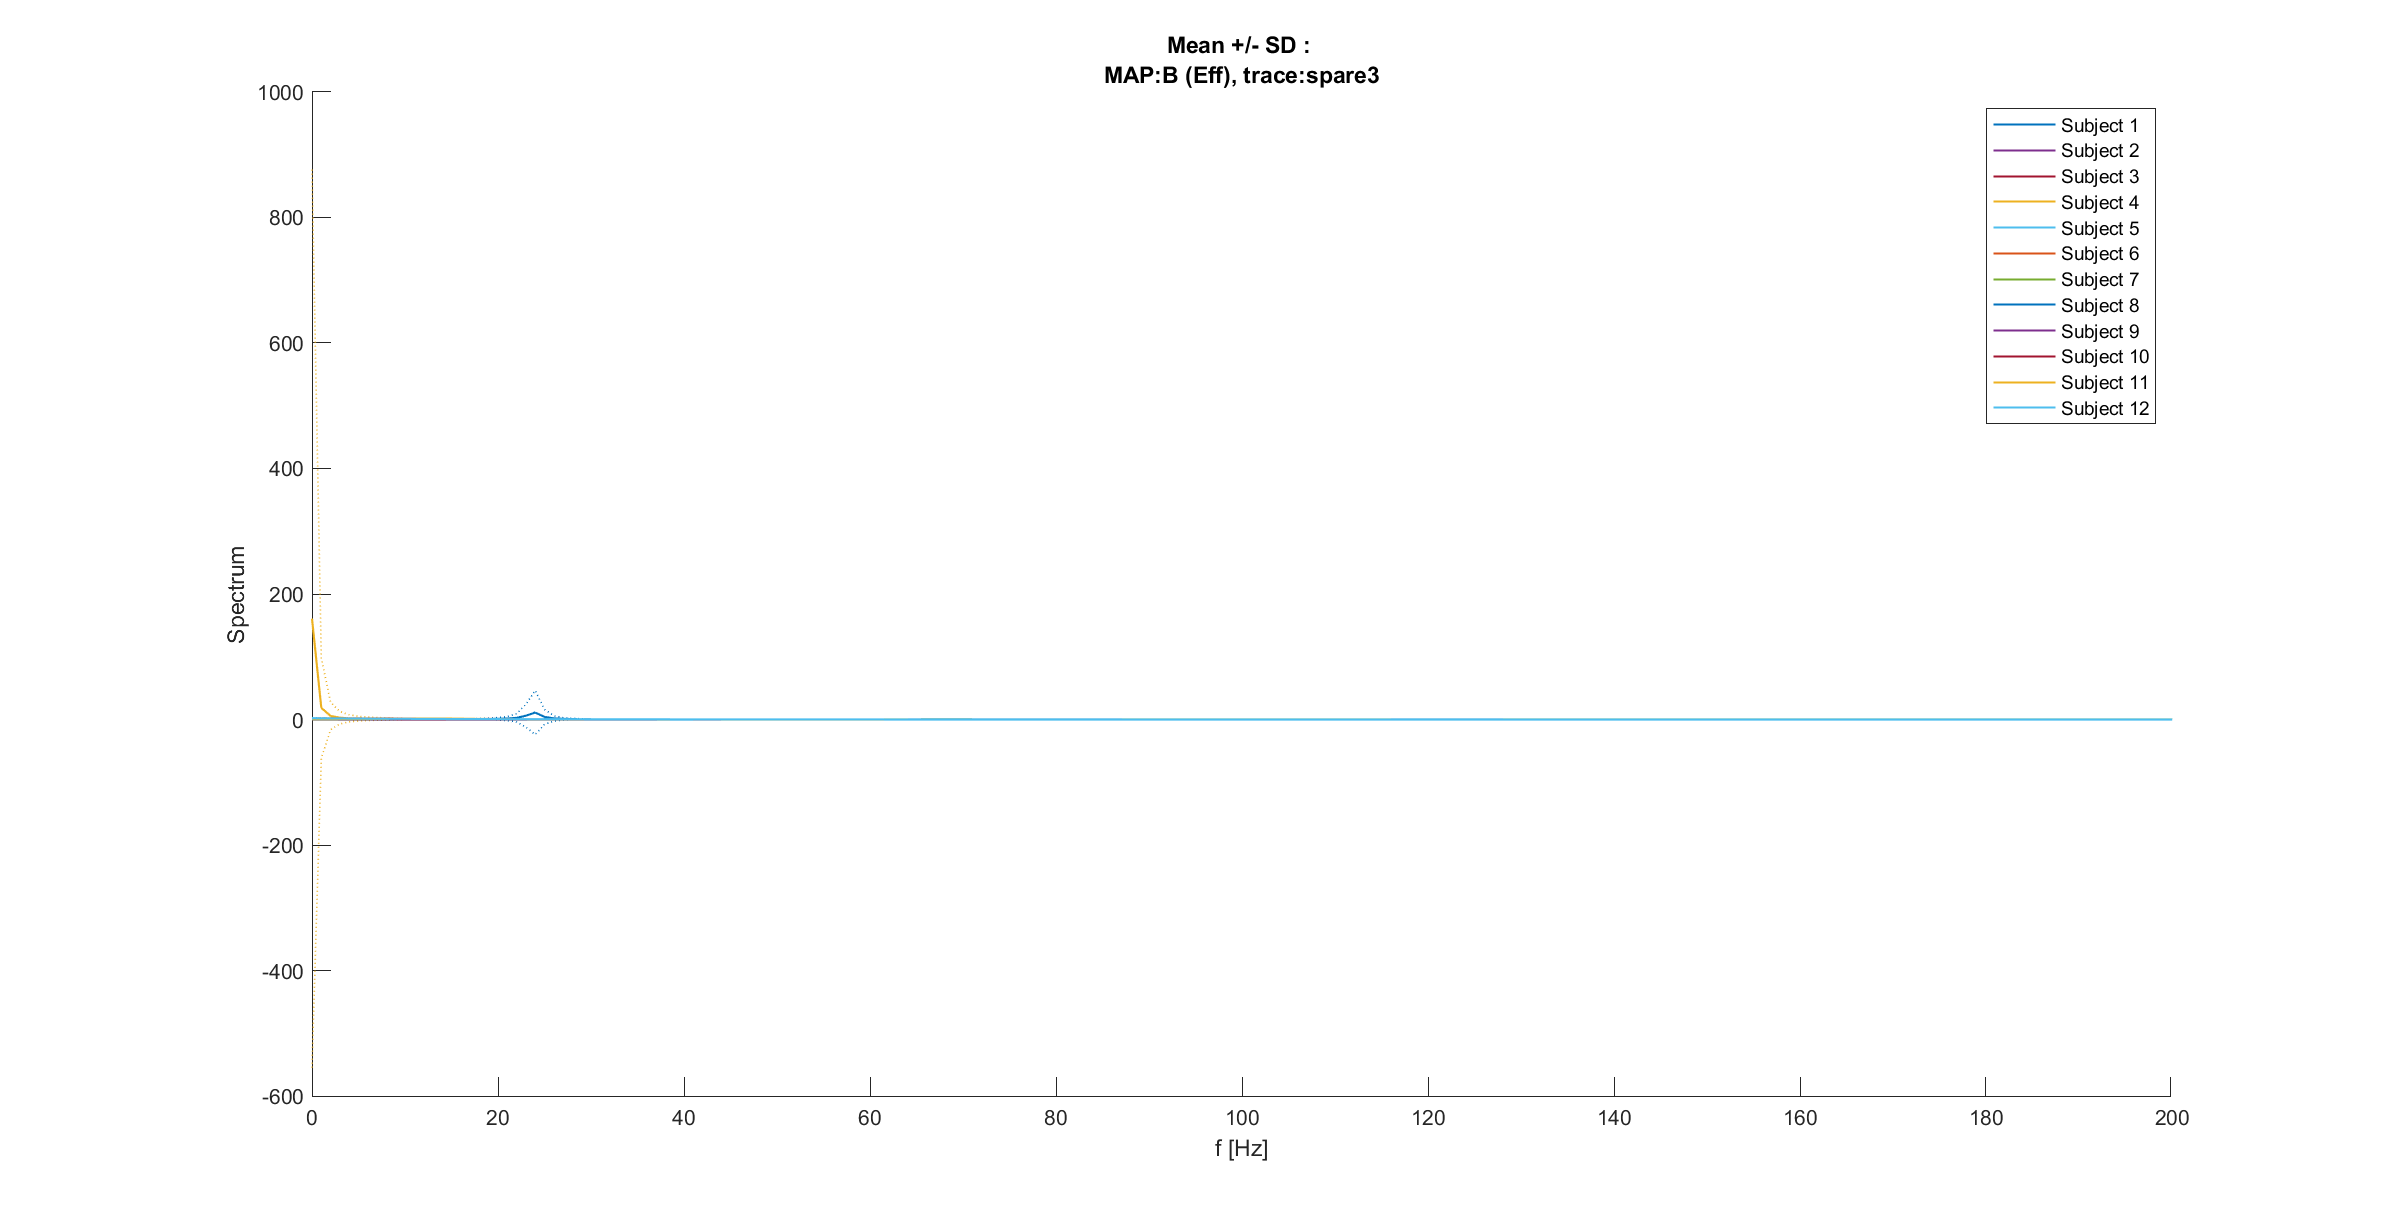 Mean +/- SD :
MAP:B (Eff), trace:spare3
1000
800
600
400
200
0
-200
-400
-600
Spectrum
0 20 40 60 80 100 120 140 160 180 200
f [Hz]
Subject 1
Subject 2
Subject 3
Subject 4
Subject 5
Subject 6
Subject 7
Subject 8
Subject 9
Subject 10
Subject 11
Subject 12